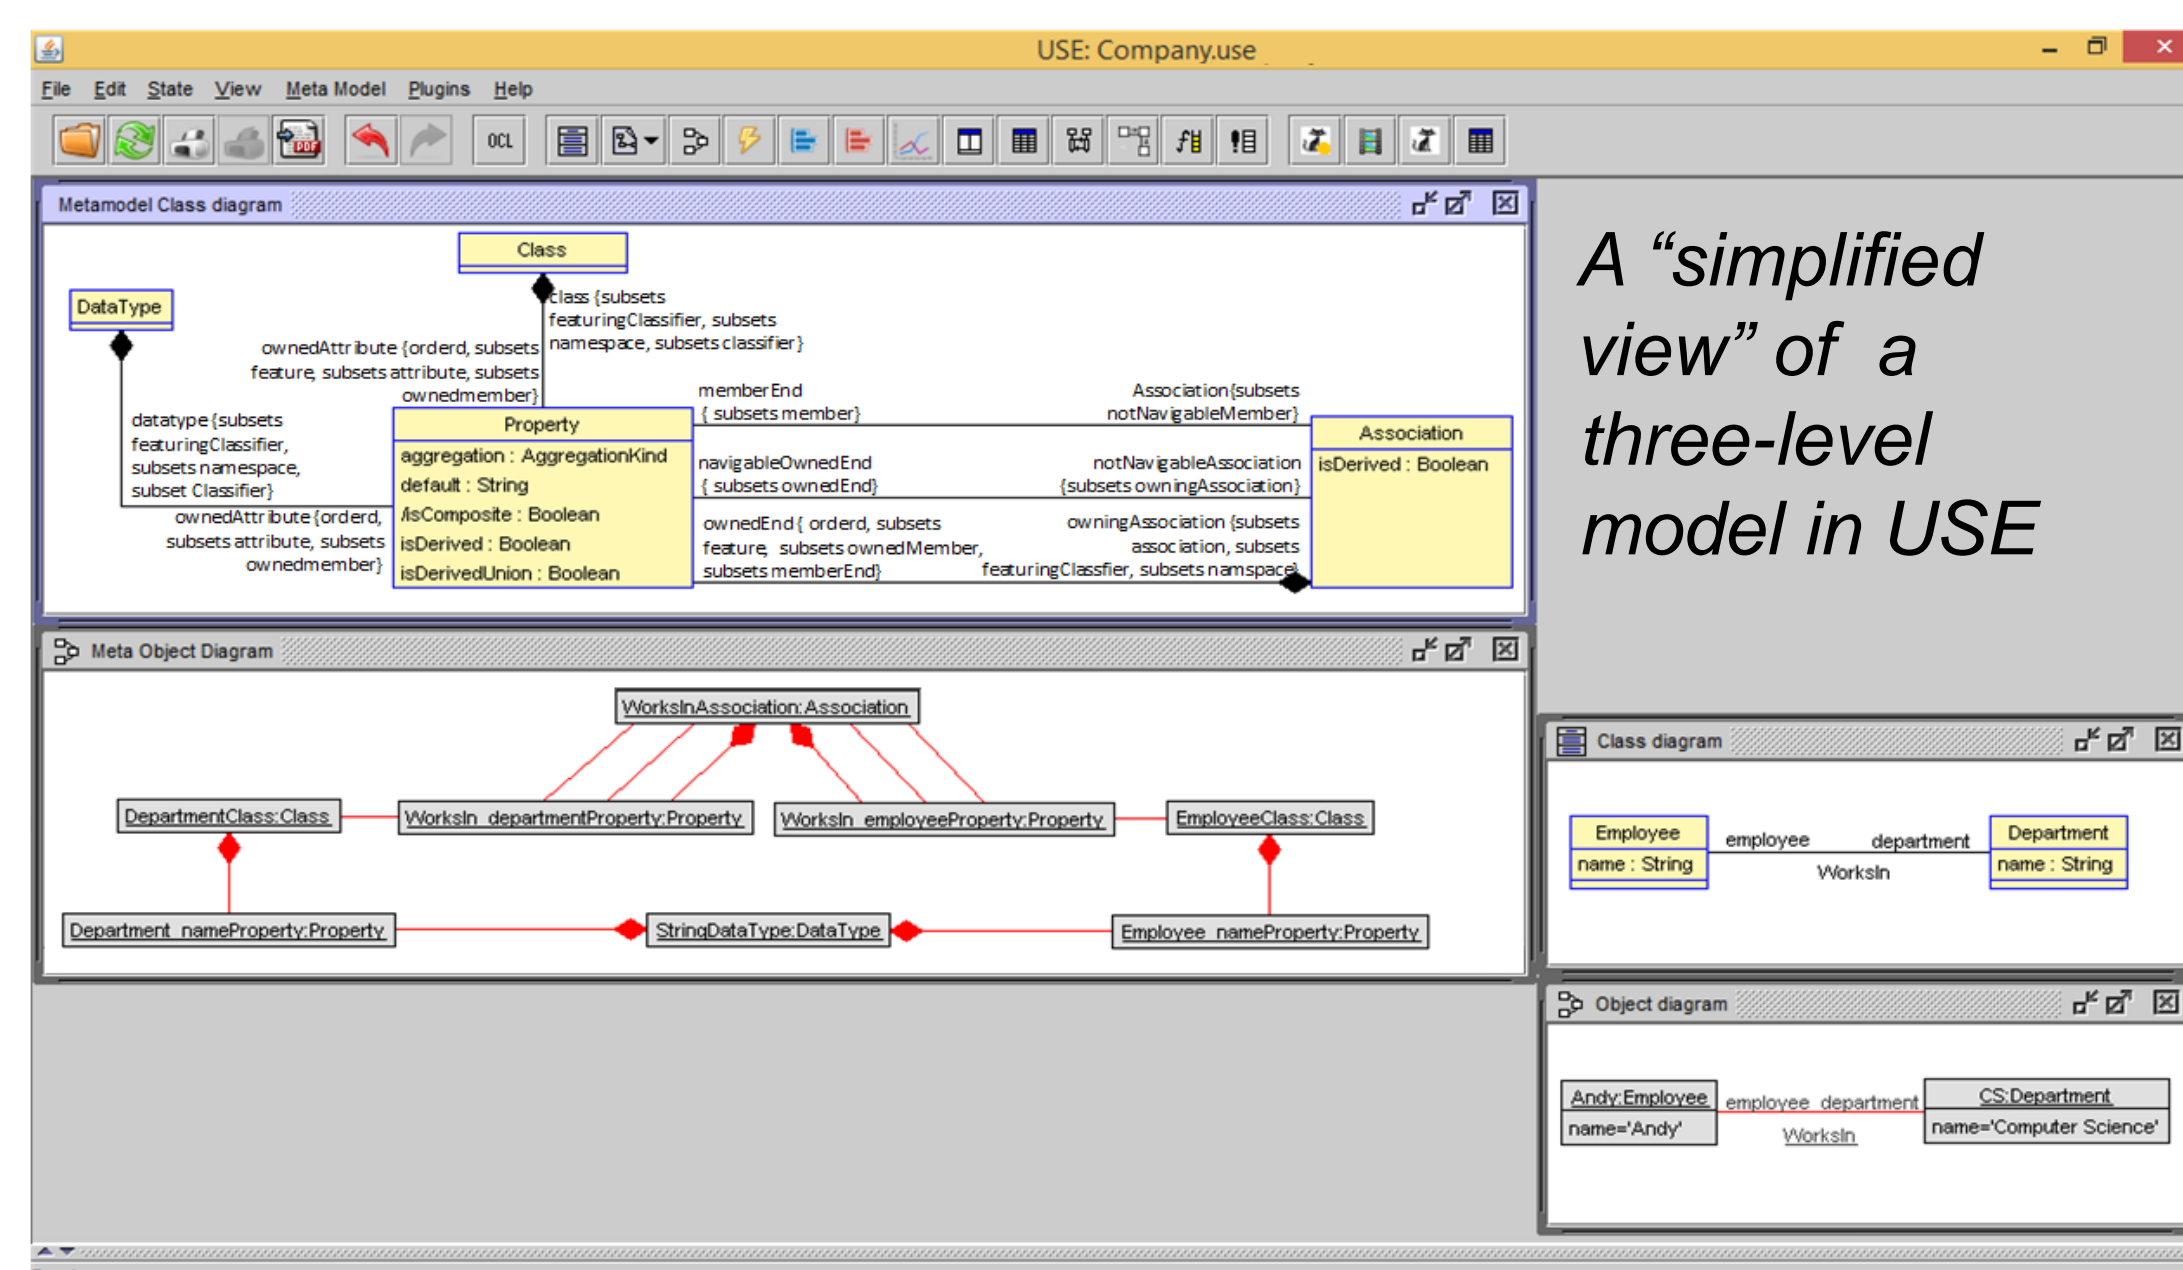 USE: Company.use
File Edit State View Meta Model Plugins Help
PDF
OCL
Metamodel Class diagram
Class
DataType
class {subsets
featuringClassifier, subsets
namespace, subsets classifier}
ownedAttribute {orderd, subsets
feature, subsets attribute, subsets
ownedmember}
datatype {subsets
featuringClassifier,
subsets namespace,
subset Classifier}
ownedAttribute {orderd,
subsets attribute, subsets
ownedmember}
Property
aggregation : AggregationKind
default : String
/isComposite : Boolean
isDerived : Boolean
isDerivedUnion : Boolean
memberEnd
{ subsets member}
Association{subsets
notNavigableMember}
navigableOwnedEnd
{ subsets ownedEnd}
notNavigableAssociation
{subsets owningAssociation}
ownedEnd { orderd, subsets
feature, subsets ownedMember,
subsets memberEnd}
owningAssociation {subsets
association, subsets
featuringClassfier, subsets namspace}
Association
isDerived : Boolean
A “simplified
view” of a
three-level
model in USE
Meta Object Diagram
WorksInAssociation:Association
DepartmentClass:Class
WorksIn_departmentProperty:Property
WorksIn_employeeProperty:Property
EmployeeClass:Class
Department_nameProperty:Property
StringDataType:DataType
Employee_nameProperty:Property
Class diagram
Employee
name : String
employee department
WorksIn
Department
name : String
Object diagram
Andy:Employee
name='Andy'
employee department
WorksIn
CS:Department
name='Computer Science'